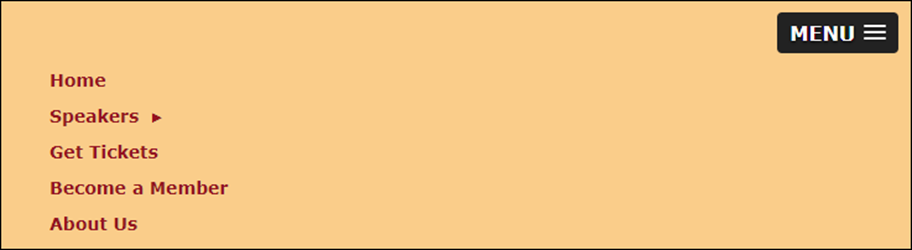 MENU
Home
Speakers ►
Get Tickets
Become a Member
About Us